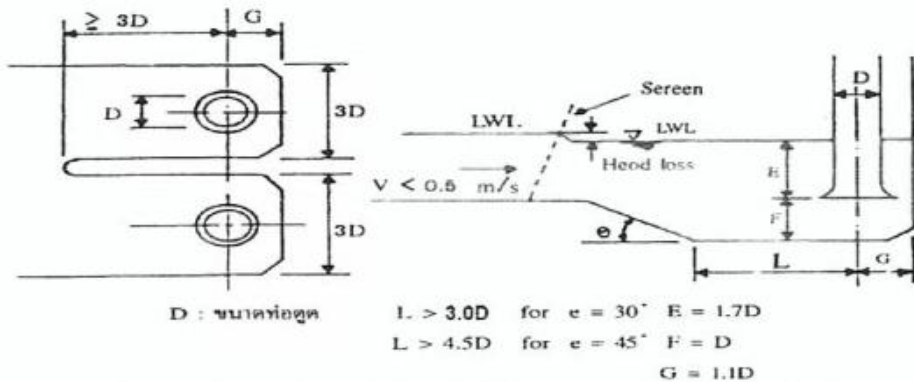 ≥ 3D
G
D
3D
3D
Sereen
LWL
LWL
Heod loss
V < 0.5 m/s
D
E
F
e
L
G
D : ขนาดท่อดูด
L > 3.0D for e = 30° E = 1.7D
L > 4.5D for e = 45° F = D
G = 1.1D